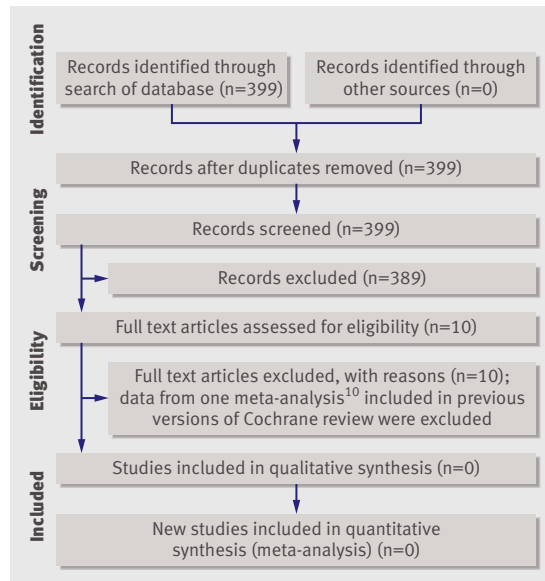 Identification
Records identified through
search of database (n=399)
Records identified through
other sources (n=0)
Records after duplicates removed (n=399)
Screening
Records screened (n=399)
Records excluded (n=389)
Eligibility
Full text articles assessed for eligibility (n=10)
Full text articles excluded, with reasons (n=10);
data from one meta-analysis10 included in previous
versions of Cochrane review were excluded
Included
Studies included in qualitative synthesis (n=0)
New studies included in quantitative
synthesis (meta-analysis) (n=0)